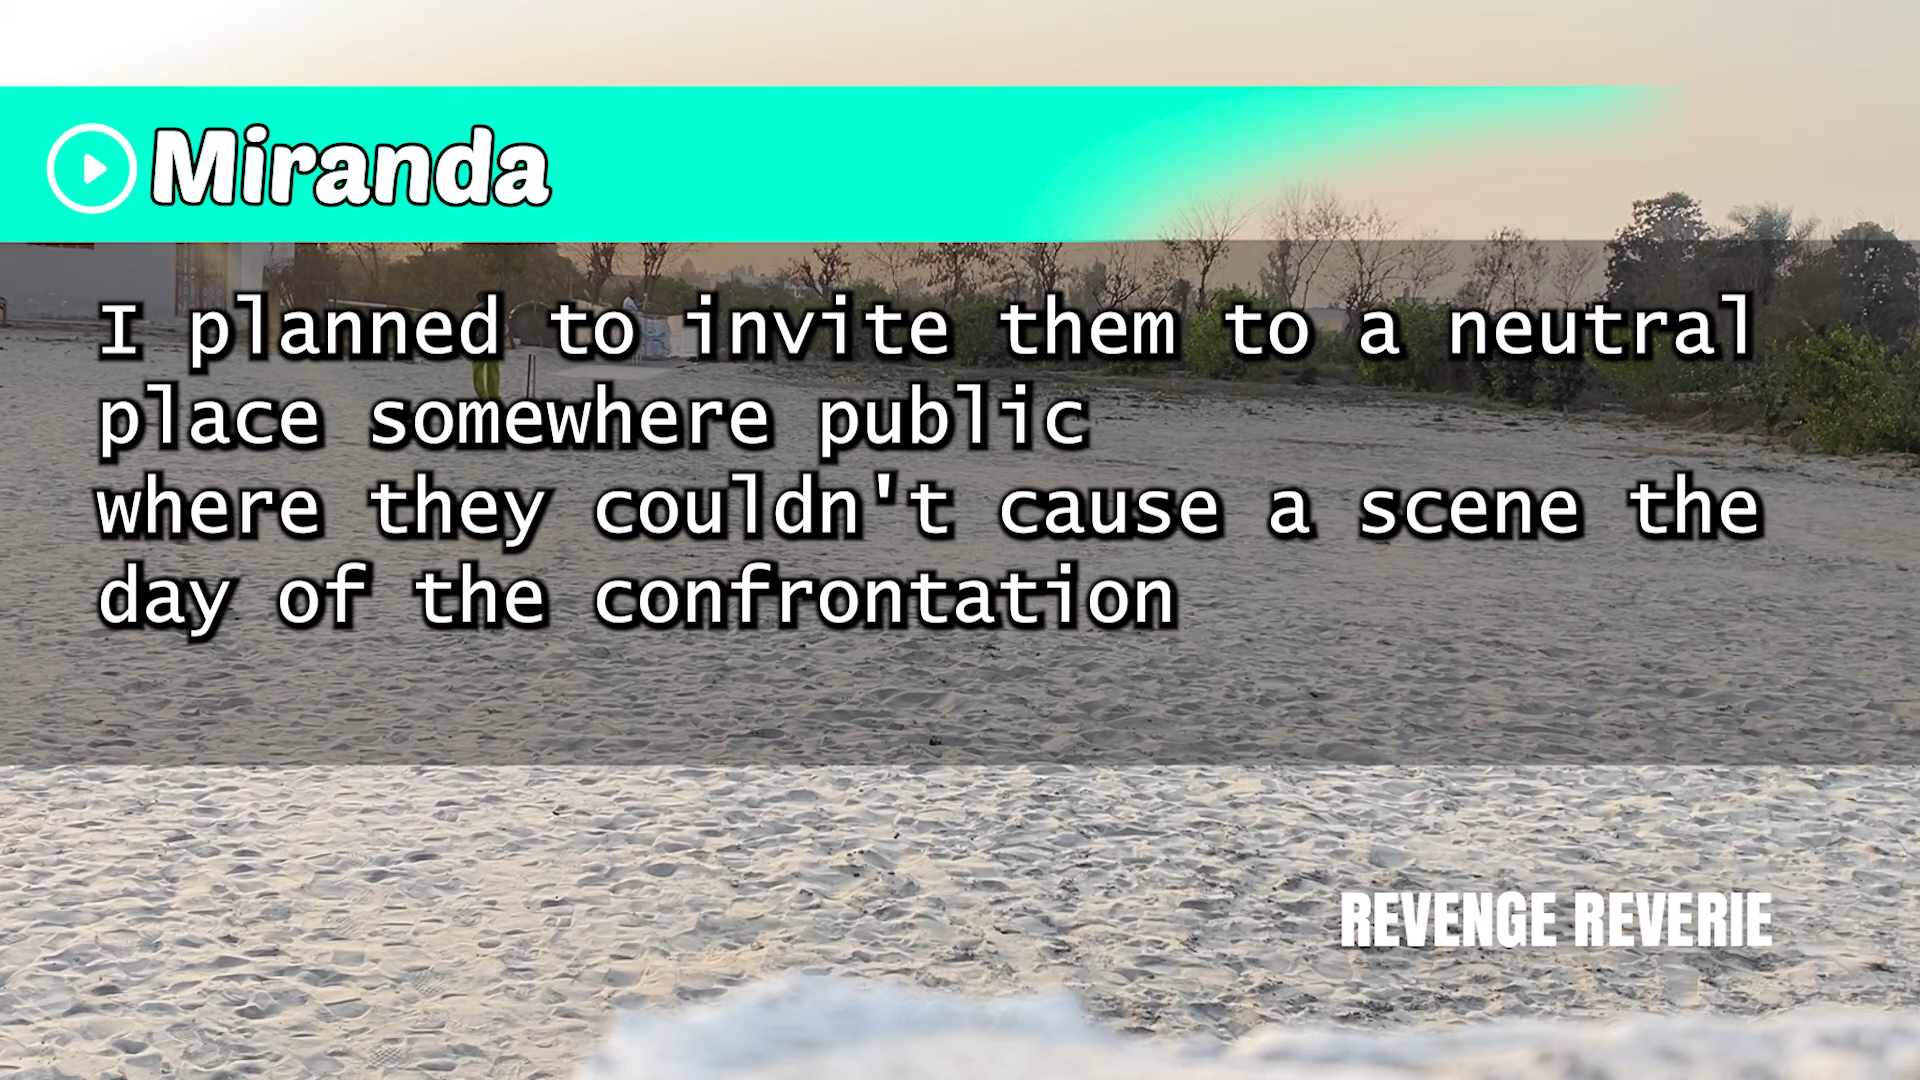 Miranda
I planned to invite them to a neutral
place somewhere public
where they couldn't cause a scene the
day of the confrontation
REVENGE REVERIE